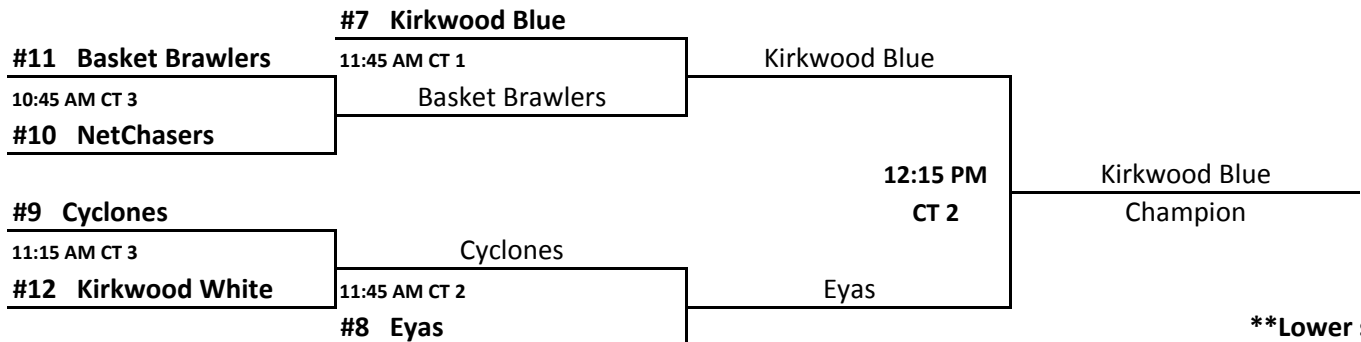 #7 Kirkwood Blue
#11 Basket Brawlers
11:45 AM CT 1
Kirkwood Blue
10:45 AM CT 3
Basket Brawlers
#10 NetChasers
12:15 PM
Kirkwood Blue
#9 Cyclones
CT 2
Champion
11:15 AM CT 3
Cyclones
#12 Kirkwood White
11:45 AM CT 2
Eyas
#8 Eyas
**Lower